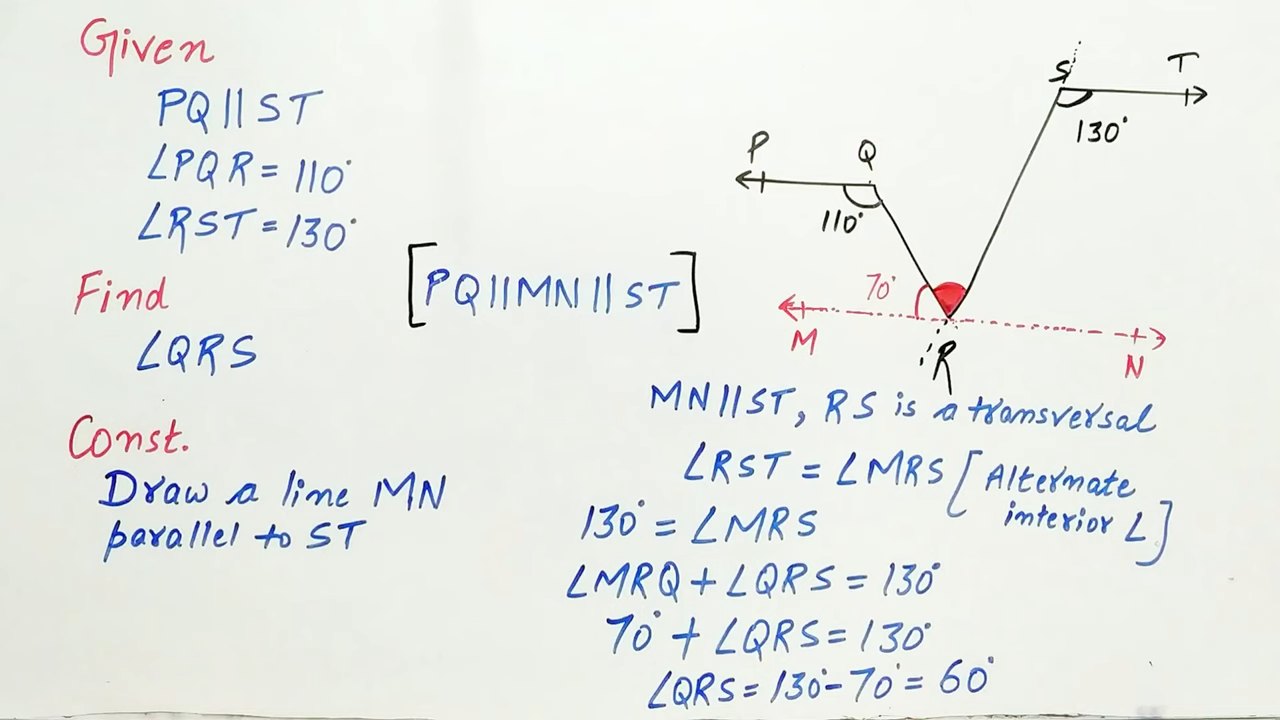 Given
PQ||ST
∠PQR = 110°
∠RST = 130°
Find
∠QRS
Const.
Draw a line MN
parallel to ST
[PQ||MN||ST]
S
T
130°
P
Q
110°
70°
M
R
N
MN||ST, RS is a transversal
∠RST = ∠MRS [Alternate
interior ∠]
130° = ∠MRS
∠MRQ + ∠QRS = 130°
70° + ∠QRS = 130°
∠QRS = 130° - 70° = 60°